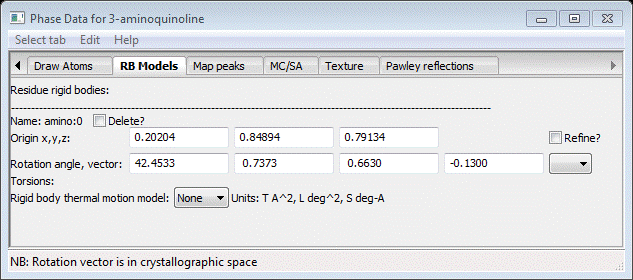 Phase Data for 3-aminoquinoline
Select tab Edit Help
Draw Atoms RB Models Map peaks MC/SA Texture Pawley reflections
Residue rigid bodies:
Name: amino:0 Delete?
Origin x,y,z: 0.20204 0.84894 0.79134 Refine?
Rotation angle, vector: 42.4533 0.7373 0.6630 -0.1300
Torsions:
Rigid body thermal motion model: None Units: T A^2, L deg^2, S deg-A
NB: Rotation vector is in crystallographic space